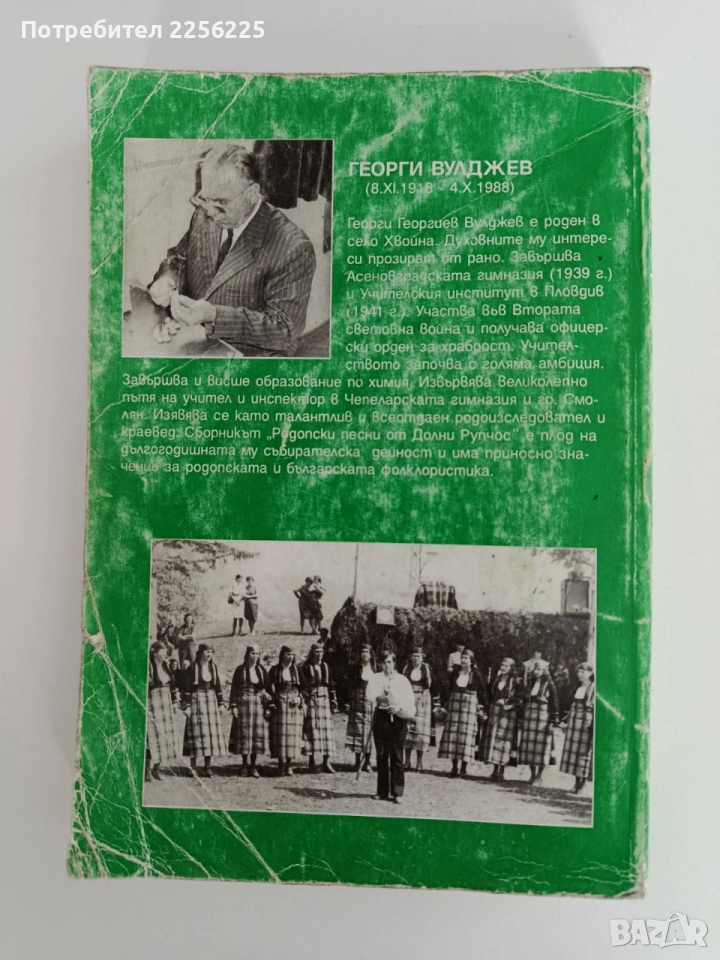 Потребител 2256225
ГЕОРГИ ВУЛДЖЕВ
(8.XI.1918 - 4.X.1988)
Георги Георгиев Вулджев е роден в
село Хвойна. Духовните му интере-
си прозират от рано. Завършва
Асеновградската гимназия (1939 г.)
и Учителския институт в Пловдив
(1941 г.). Участва във Втората
световна война и получава офицер-
ски орден за храброст. Учител-
ството започва с голяма амбиция.
Завършва и висше образование по химия. Извървява великолепно
пътя на учител и инспектор в Чепеларската гимназия и гр. Смо-
лян. Изявява се като талантлив и всеотдаен родоизследовател и
краевед. Сборникът „Родопски песни от Долни Рупчос" е плод на
дългогодишната му събирателска дейност и има приносно зна-
чение за родопската и българската фолклористика.
BAZAR